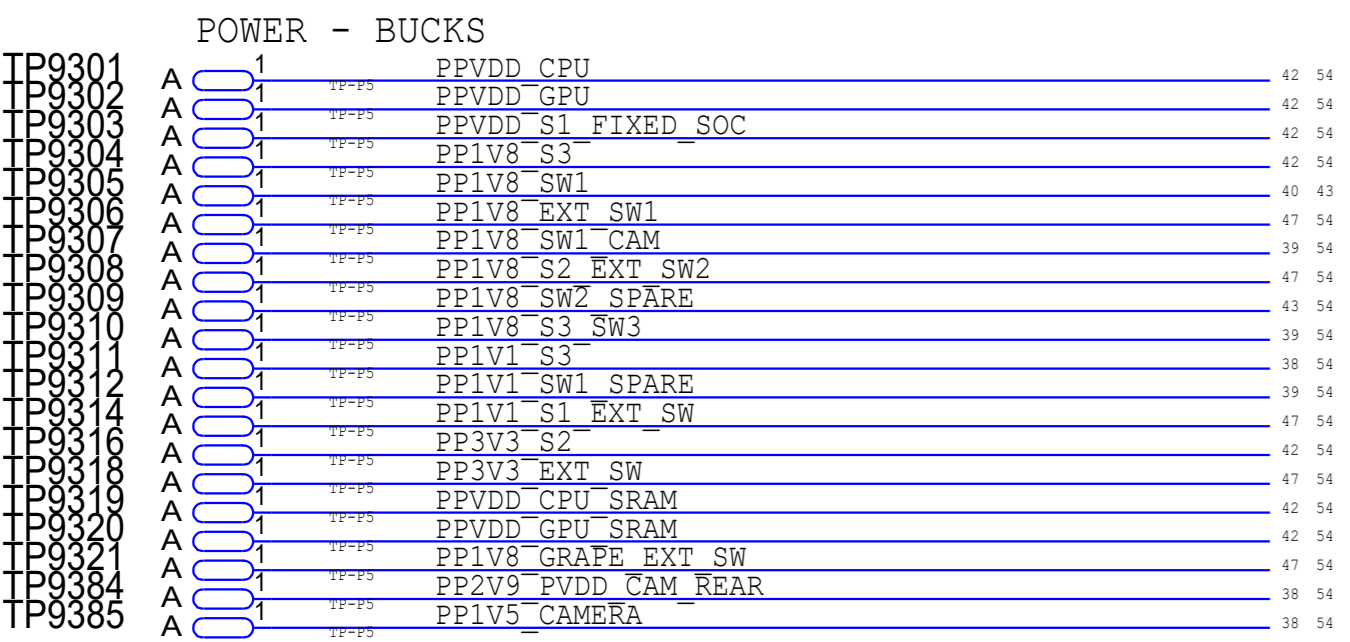 POWER - BUCKS
TP9301 A 1 TP-P5 PPVDD_CPU 42 54
TP9302 A 1 TP-P5 PPVDD_GPU 42 54
TP9303 A 1 TP-P5 PPVDD_S1_FIXED_SOC 42 54
TP9304 A 1 TP-P5 PP1V8_S3 42 54
TP9305 A 1 TP-P5 PP1V8_SW1 40 43
TP9306 A 1 TP-P5 PP1V8_EXT_SW1 47 54
TP9307 A 1 TP-P5 PP1V8_SW1_CAM 39 54
TP9308 A 1 TP-P5 PP1V8_S2_EXT_SW2 47 54
TP9309 A 1 TP-P5 PP1V8_SW2_SPARE 43 54
TP9310 A 1 TP-P5 PP1V8_S3_SW3 39 54
TP9311 A 1 TP-P5 PP1V1_S3 38 54
TP9312 A 1 TP-P5 PP1V1_SW1_SPARE 39 54
TP9314 A 1 TP-P5 PP1V1_S1_EXT_SW 47 54
TP9316 A 1 TP-P5 PP3V3_S2 42 54
TP9318 A 1 TP-P5 PP3V3_EXT_SW 47 54
TP9319 A 1 TP-P5 PPVDD_CPU_SRAM 42 54
TP9320 A 1 TP-P5 PPVDD_GPU_SRAM 42 54
TP9321 A 1 TP-P5 PP1V8_GRAPE_EXT_SW 47 54
TP9384 A 1 TP-P5 PP2V9_PVDD_CAM_REAR 38 54
TP9385 A 1 TP-P5 PP1V5_CAMERA 38 54